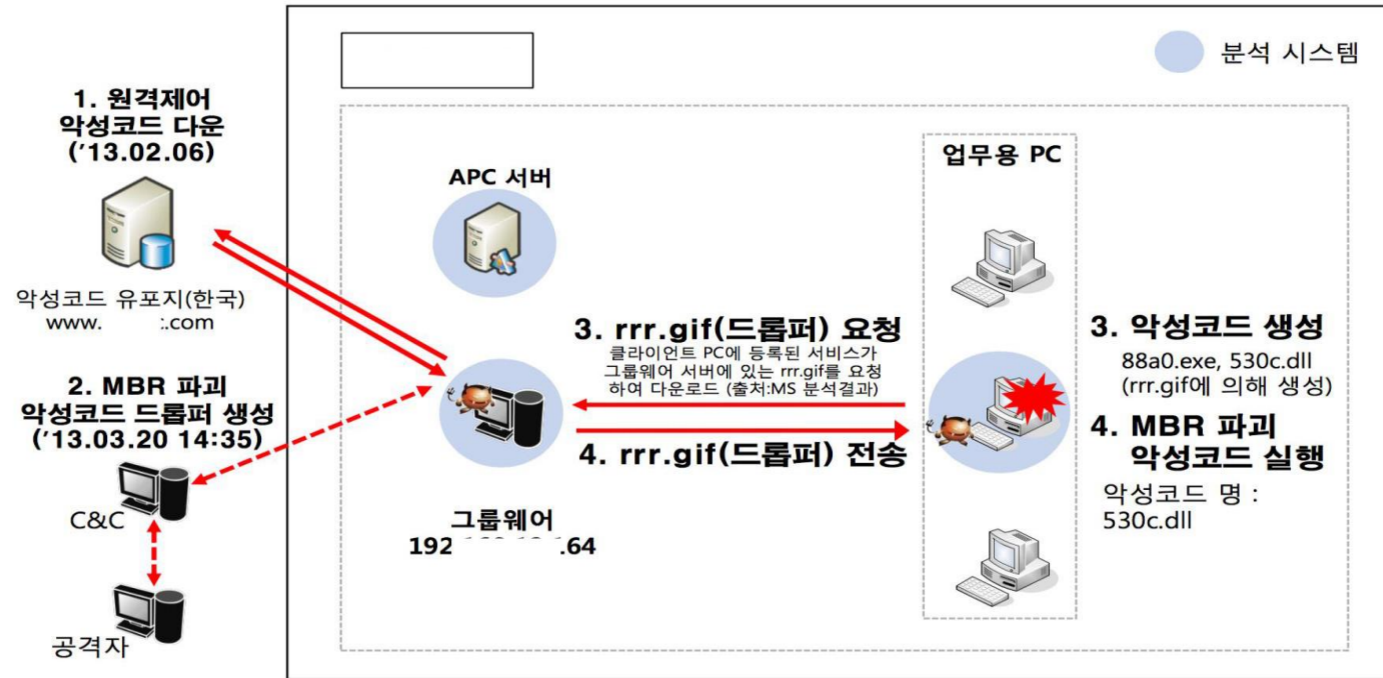 분석 시스템
1. 원격제어
악성코드 다운
('13.02.06)
악성코드 유포지(한국)
www. :.com
2. MBR 파괴
악성코드 드롭퍼 생성
('13.03.20 14:35)
C&C
공격자
APC 서버
3. rrr.gif(드롭퍼) 요청
클라이언트 PC에 등록된 서비스가
그룹웨어 서버에 있는 rrr.gif를 요청
하여 다운로드 (출처:MS 분석결과)
4. rrr.gif(드롭퍼) 전송
그룹웨어
192 .64
업무용 PC
3. 악성코드 생성
88a0.exe, 530c.dll
(rrr.gif에 의해 생성)
4. MBR 파괴
악성코드 실행
악성코드 명 :
530c.dll